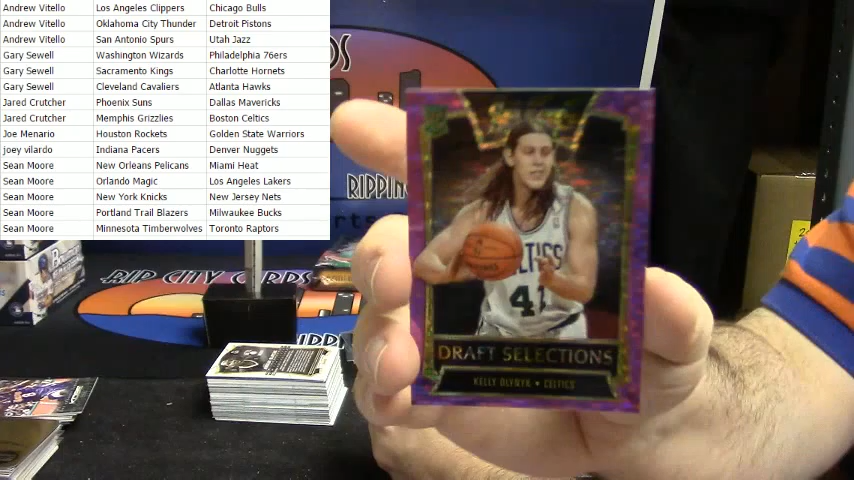 Andrew Vitello Los Angeles Clippers Chicago Bulls
Andrew Vitello Oklahoma City Thunder Detroit Pistons
Andrew Vitello San Antonio Spurs Utah Jazz
Gary Sewell Washington Wizards Philadelphia 76ers
Gary Sewell Sacramento Kings Charlotte Hornets
Gary Sewell Cleveland Cavaliers Atlanta Hawks
Jared Crutcher Phoenix Suns Dallas Mavericks
Jared Crutcher Memphis Grizzlies Boston Celtics
Joe Menario Houston Rockets Golden State Warriors
joey vilardo Indiana Pacers Denver Nuggets
Sean Moore New Orleans Pelicans Miami Heat
Sean Moore Orlando Magic Los Angeles Lakers
Sean Moore New York Knicks New Jersey Nets
Sean Moore Portland Trail Blazers Milwaukee Bucks
Sean Moore Minnesota Timberwolves Toronto Raptors
RIPPIN
RIP CITY CARDS
RIPP
41
DRAFT SELECTIONS
KELLY OLYNYK • CELTICS